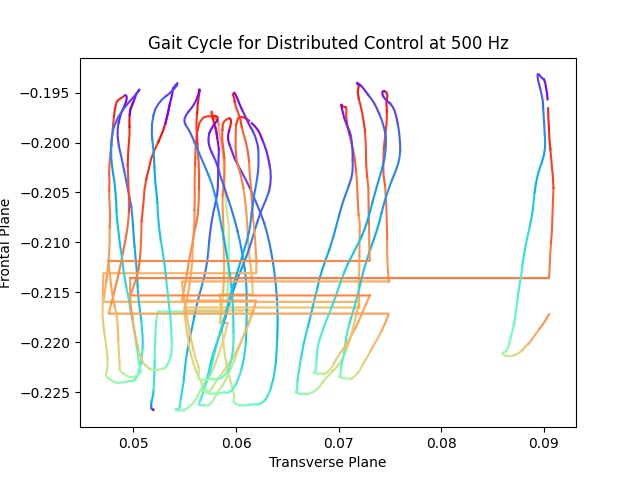 Gait Cycle for Distributed Control at 500 Hz
−0.195
−0.200
−0.205
−0.210
−0.215
−0.220
−0.225
Frontal Plane
0.05 0.06 0.07 0.08 0.09
Transverse Plane